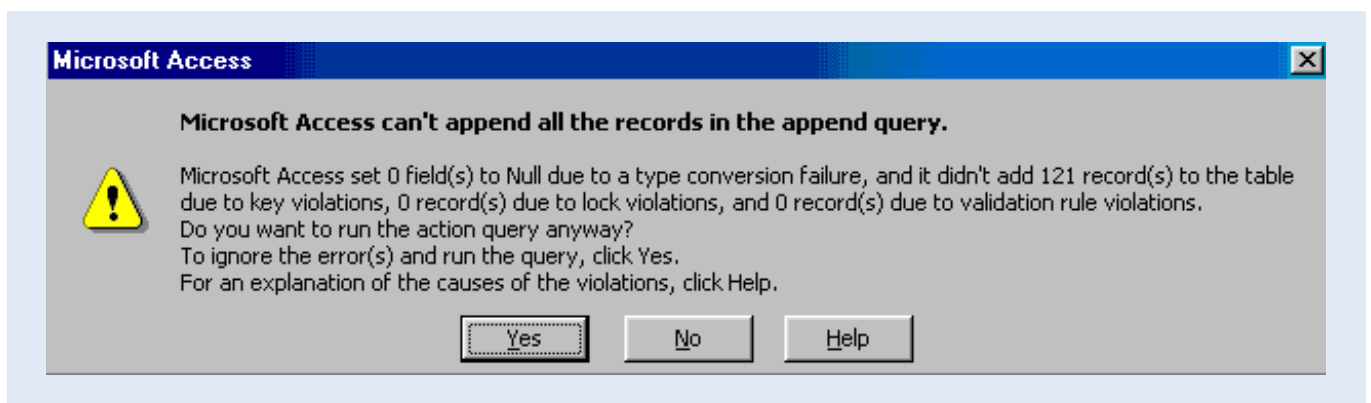 Microsoft Access
Microsoft Access can't append all the records in the append query.
Microsoft Access set 0 field(s) to Null due to a type conversion failure, and it didn't add 121 record(s) to the table
due to key violations, 0 record(s) due to lock violations, and 0 record(s) due to validation rule violations.
Do you want to run the action query anyway?
To ignore the error(s) and run the query, click Yes.
For an explanation of the causes of the violations, click Help.
Yes No Help